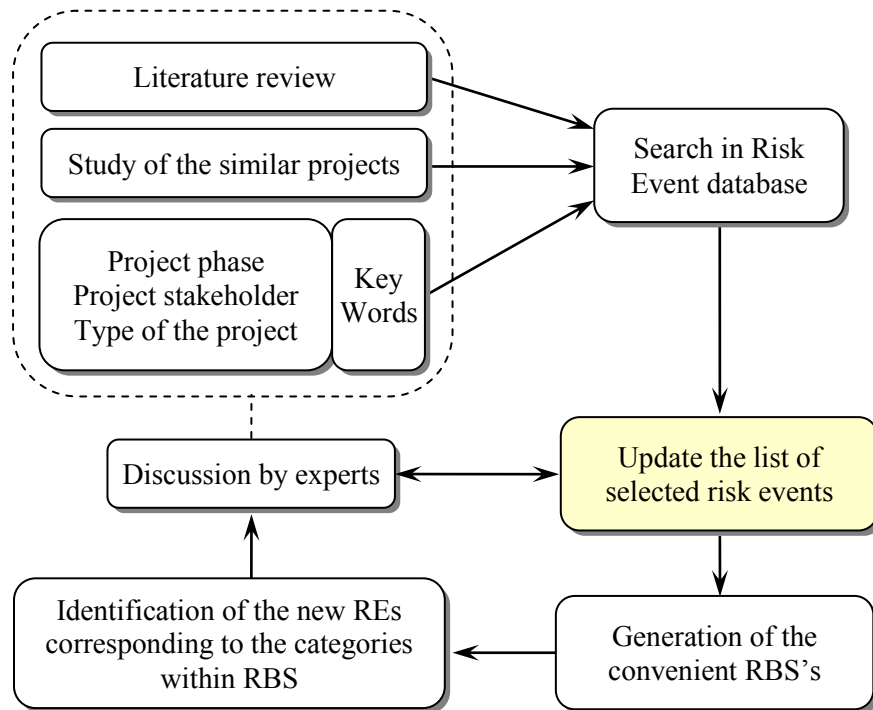 Literature review
Study of the similar projects
Project phase
Project stakeholder
Type of the project
Key
Words
Search in Risk
Event database
Discussion by experts
Update the list of
selected risk events
Identification of the new REs
corresponding to the categories
within RBS
Generation of the
convenient RBS’s